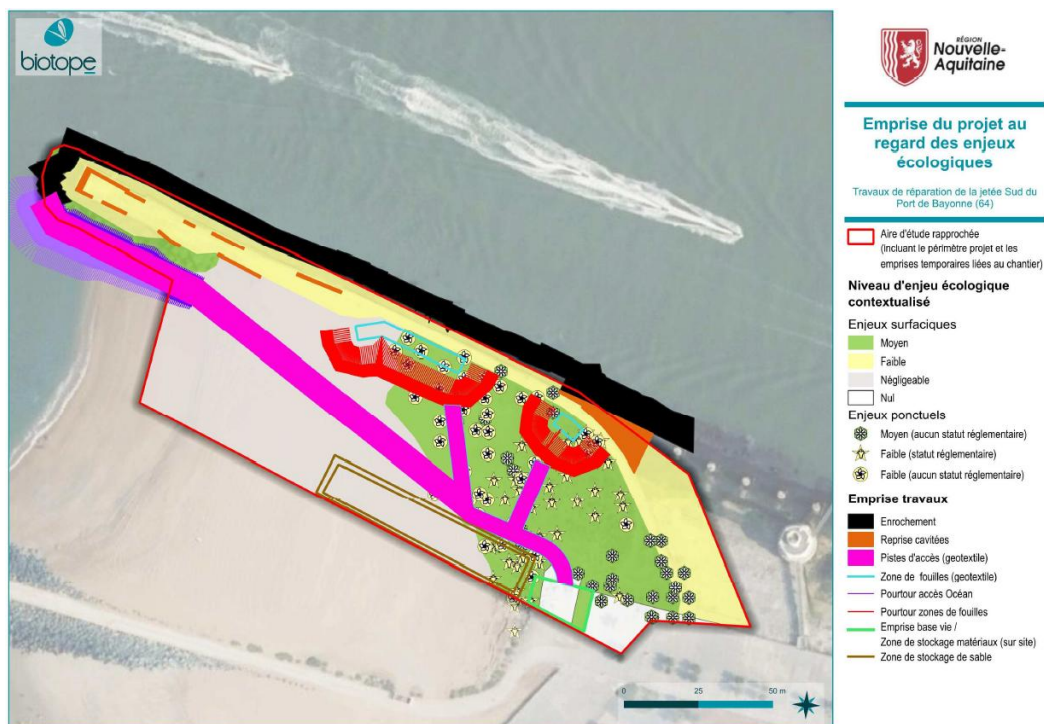 biotope
RÉGION
Nouvelle-
Aquitaine
Emprise du projet au
regard des enjeux
écologiques
Travaux de réparation de la jetée Sud du
Port de Bayonne (64)
Aire d'étude rapprochée
(Incluant le périmètre projet et les
emprises temporaires liées au chantier)
Niveau d'enjeu écologique
contextualisé
Enjeux surfaciques
Moyen
Faible
Négligeable
Nul
Enjeux ponctuels
Moyen (aucun statut réglementaire)
Faible (statut réglementaire)
Faible (aucun statut réglementaire)
Emprise travaux
Enrochement
Reprise cavitées
Pistes d'accès (geotextile)
Zone de fouilles (geotextile)
Pourtour accès Océan
Pourtour zones de fouilles
Emprise base vie /
Zone de stockage matériaux (sur site)
Zone de stockage de sable
0 25 50 m